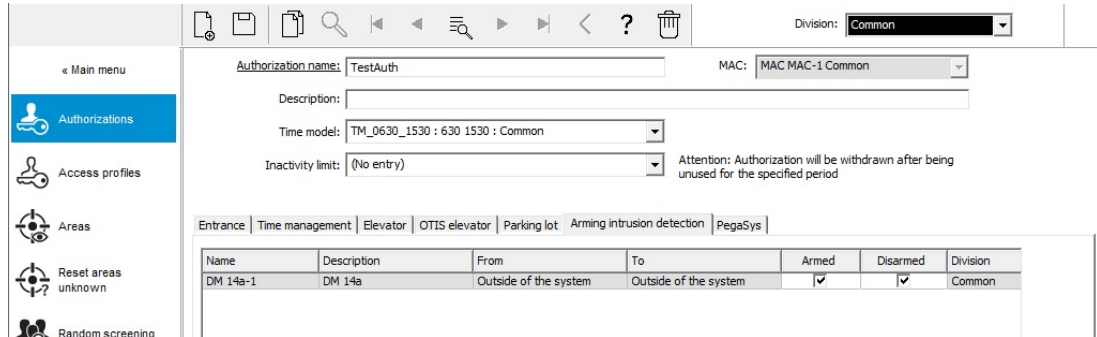 Division: Common
« Main menu
Authorizations
Access profiles
Areas
Reset areas
unknown
Random screening
Authorization name: TestAuth
MAC: MAC MAC-1 Common
Description:
Time model: TM_0630_1530 : 630 1530 : Common
Inactivity limit: (No entry)
Attention: Authorization will be withdrawn after being
unused for the specified period
Entrance Time management Elevator OTIS elevator Parking lot Arming intrusion detection PegaSys
Name Description From To Armed Disarmed Division
DM 14a-1 DM 14a Outside of the system Outside of the system Common